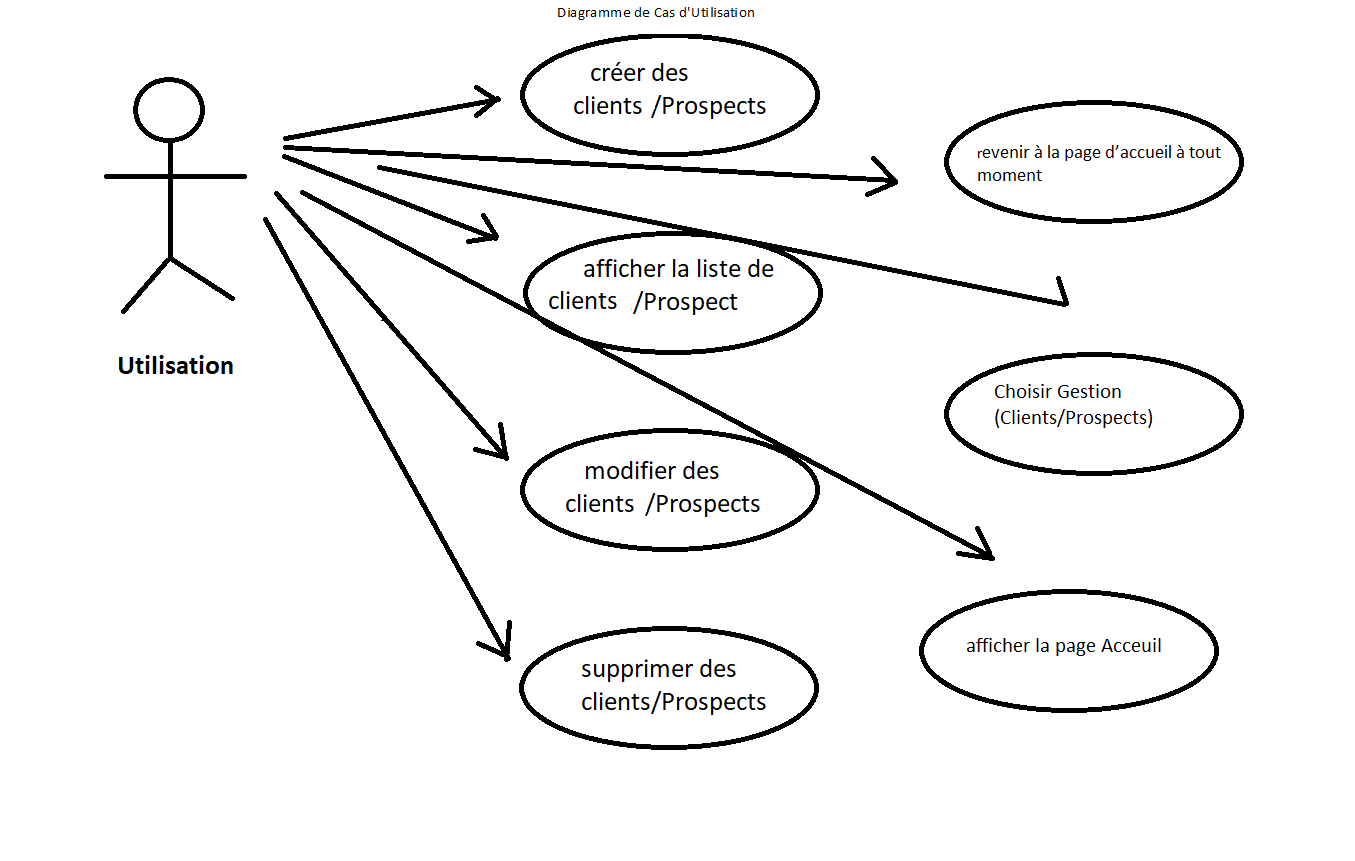 Diagramme de Cas d'Utilisation
créer des
clients /Prospects
revenir à la page d’accueil à tout
moment
afficher la liste de
clients /Prospect
Utilisation
Choisir Gestion
(Clients/Prospects)
modifier des
clients /Prospects
afficher la page Acceuil
supprimer des
clients/Prospects